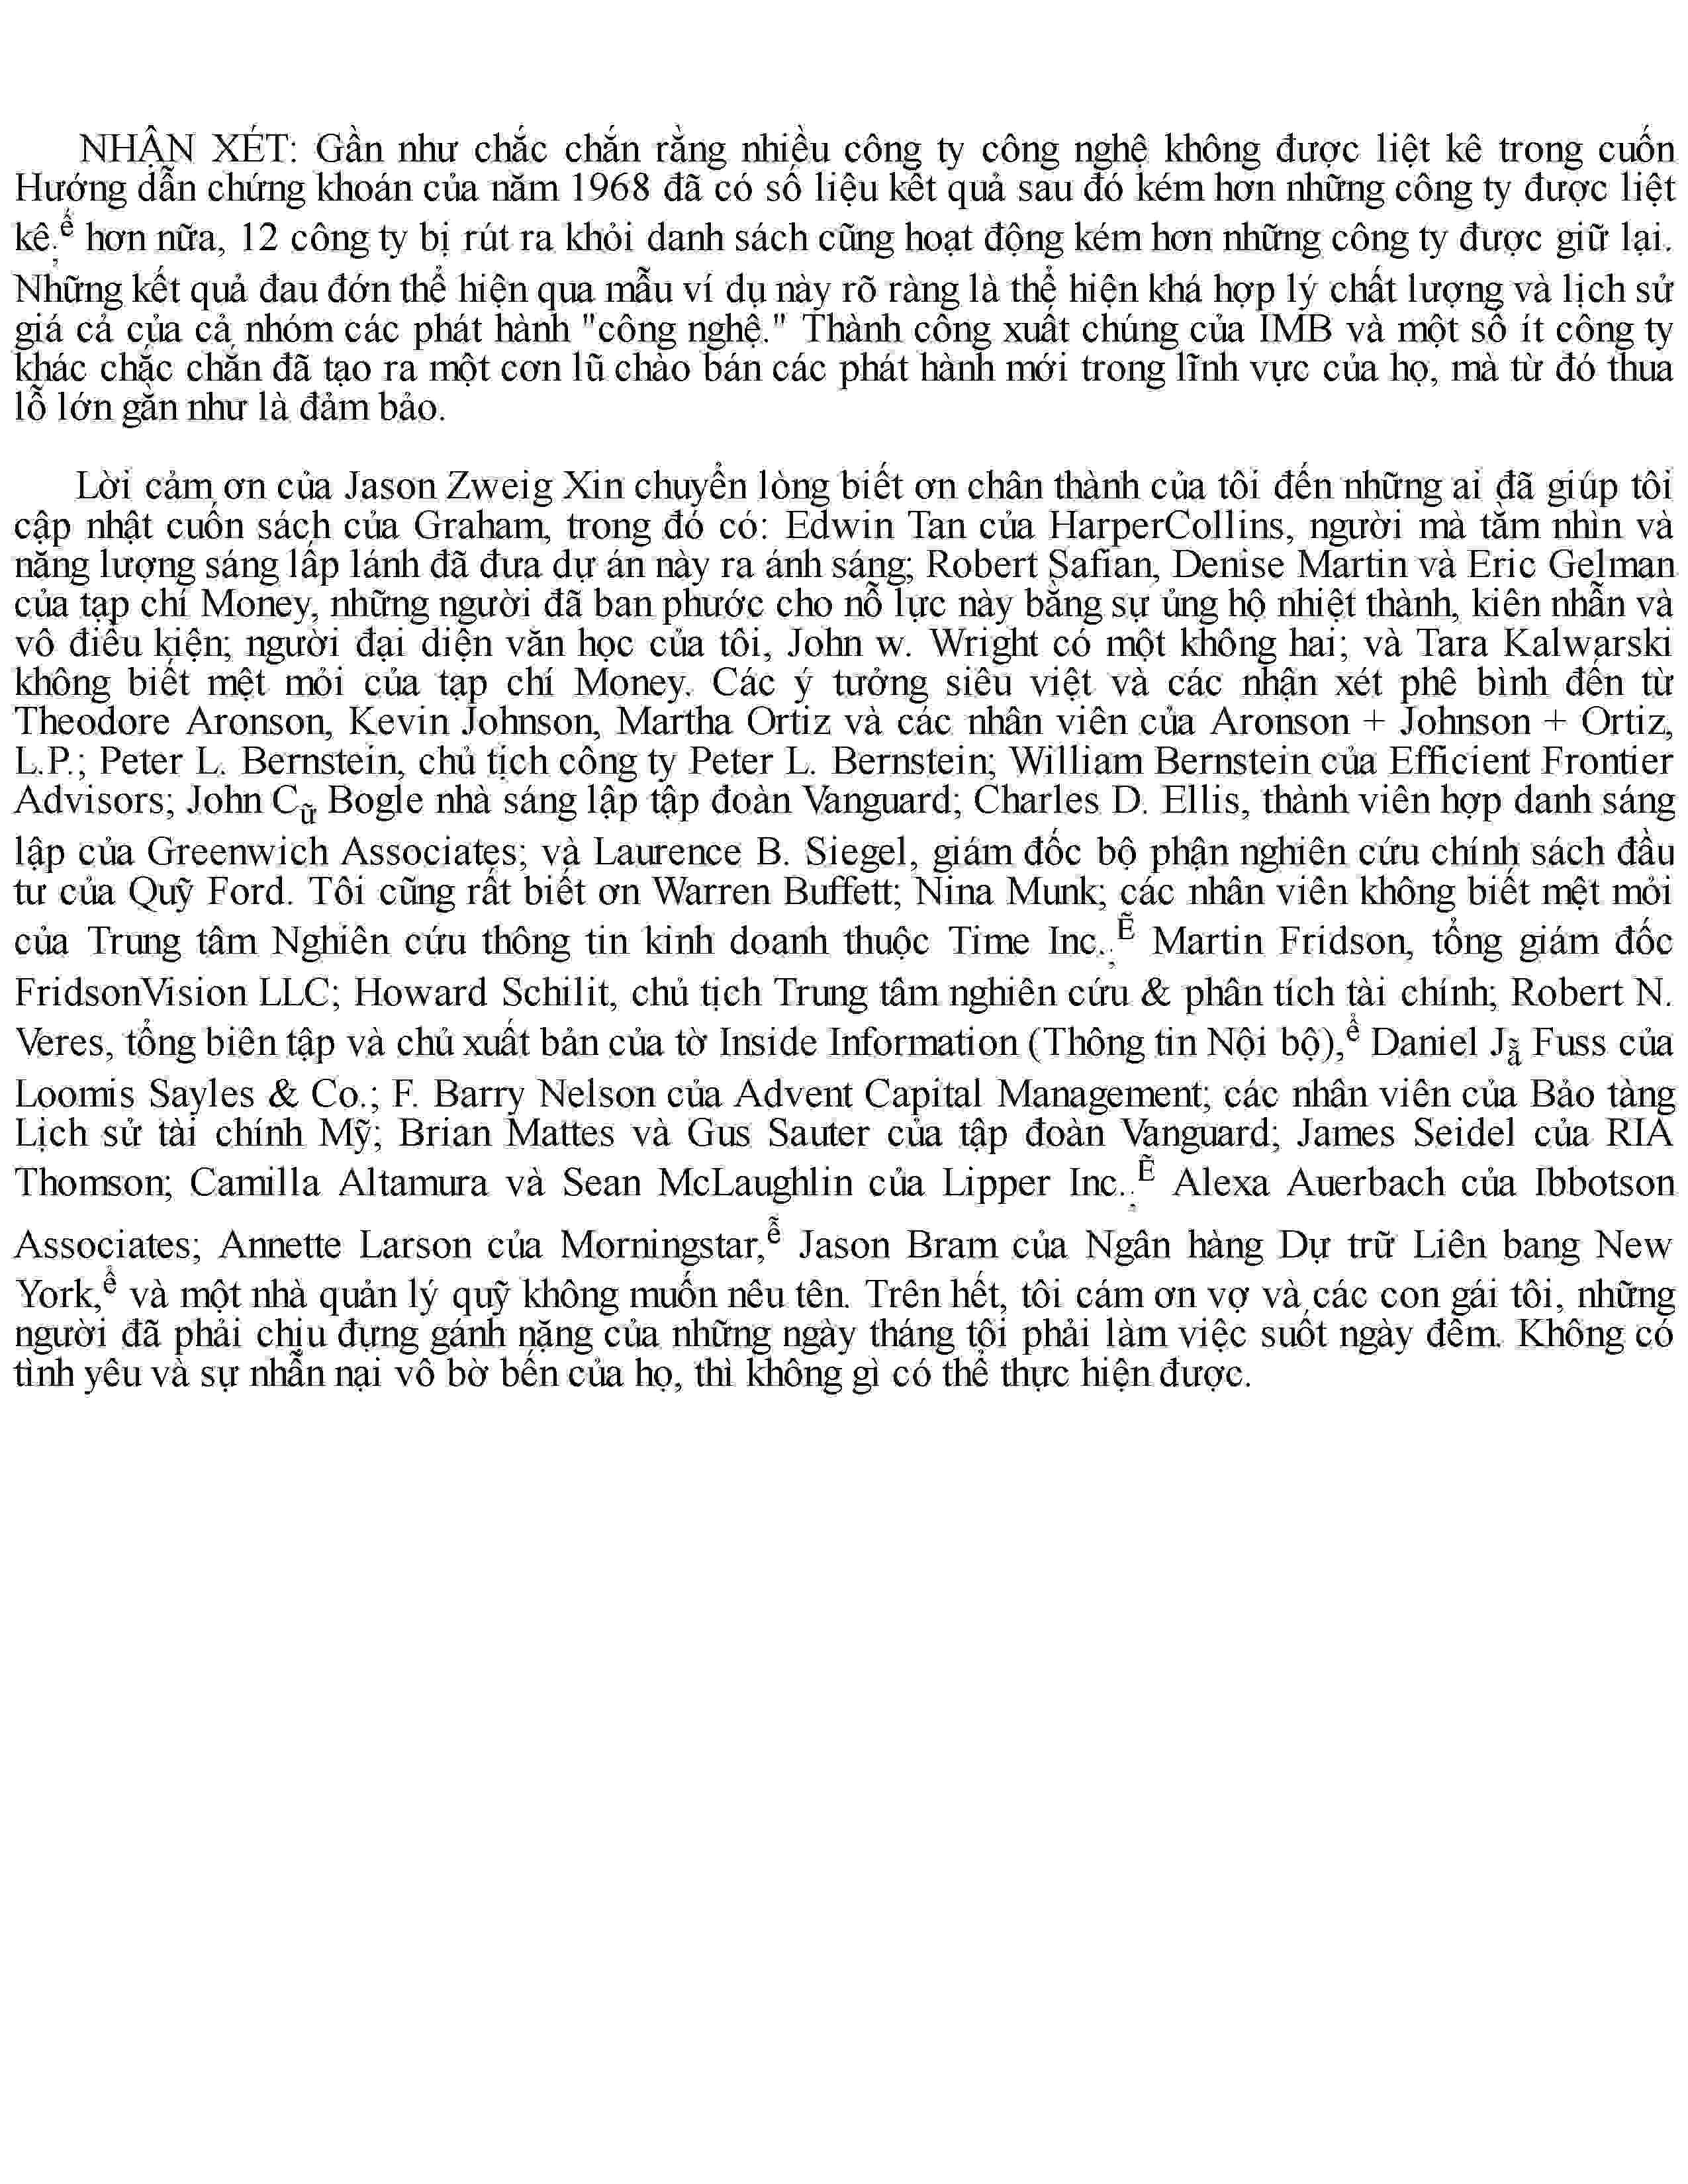 NHẬN XÉT: Gần như chắc chắn rằng nhiều công ty công nghệ không được liệt kê trong cuốn
Hướng dẫn chứng khoán của năm 1968 đã có số liệu kết quả sau đó kém hơn những công ty được liệt
kê;ể hơn nữa, 12 công ty bị rút ra khỏi danh sách cũng hoạt động kém hơn những công ty được giữ lại.
Những kết quả đau đớn thể hiện qua mẫu ví dụ này rõ ràng là thể hiện khá hợp lý chất lượng và lịch sử
giá cả của cả nhóm các phát hành "công nghệ." Thành công xuất chúng của IMB và một số ít công ty
khác chắc chắn đã tạo ra một cơn lũ chào bán các phát hành mới trong lĩnh vực của họ, mà từ đó thua
lỗ lớn gần như là đảm bảo.
Lời cảm ơn của Jason Zweig Xin chuyển lòng biết ơn chân thành của tôi đến những ai đã giúp tôi
cập nhật cuốn sách của Graham, trong đó có: Edwin Tan của HarperCollins, người mà tầm nhìn và
năng lượng sáng lấp lánh đã đưa dự án này ra ánh sáng; Robert Safian, Denise Martin và Eric Gelman
của tạp chí Money, những người đã ban phước cho nỗ lực này bằng sự ủng hộ nhiệt thành, kiên nhẫn và
vô điều kiện; người đại diện văn học của tôi, John w. Wright có một không hai; và Tara Kalwarski
không biết mệt mỏi của tạp chí Money. Các ý tưởng siêu việt và các nhận xét phê bình đến từ
Theodore Aronson, Kevin Johnson, Martha Ortiz và các nhân viên của Aronson + Johnson + Ortiz,
L.P.; Peter L. Bernstein, chủ tịch công ty Peter L. Bernstein; William Bernstein của Efficient Frontier
Advisors; John Cữ Bogle nhà sáng lập tập đoàn Vanguard; Charles D. Ellis, thành viên hợp danh sáng
lập của Greenwich Associates; và Laurence B. Siegel, giám đốc bộ phận nghiên cứu chính sách đầu
tư của Quỹ Ford. Tôi cũng rất biết ơn Warren Buffett; Nina Munk; các nhân viên không biết mệt mỏi
của Trung tâm Nghiên cứu thông tin kinh doanh thuộc Time Inc.;Ẽ Martin Fridson, tổng giám đốc
FridsonVision LLC; Howard Schilit, chủ tịch Trung tâm nghiên cứu & phân tích tài chính; Robert N.
Veres, tổng biên tập và chủ xuất bản của tờ Inside Information (Thông tin Nội bộ),ể Daniel Jẫ Fuss của
Loomis Sayles & Co.; F. Barry Nelson của Advent Capital Management; các nhân viên của Bảo tàng
Lịch sử tài chính Mỹ; Brian Mattes và Gus Sauter của tập đoàn Vanguard; James Seidel của RIA
Thomson; Camilla Altamura và Sean McLaughlin của Lipper Inc.;Ẽ Alexa Auerbach của Ibbotson
Associates; Annette Larson của Morningstar,ễ Jason Bram của Ngân hàng Dự trữ Liên bang New
York,ể và một nhà quản lý quỹ không muốn nêu tên. Trên hết, tôi cám ơn vợ và các con gái tôi, những
người đã phải chịu đựng gánh nặng của những ngày tháng tôi phải làm việc suốt ngày đêm. Không có
tình yêu và sự nhẫn nại vô bờ bến của họ, thì không gì có thể thực hiện được.